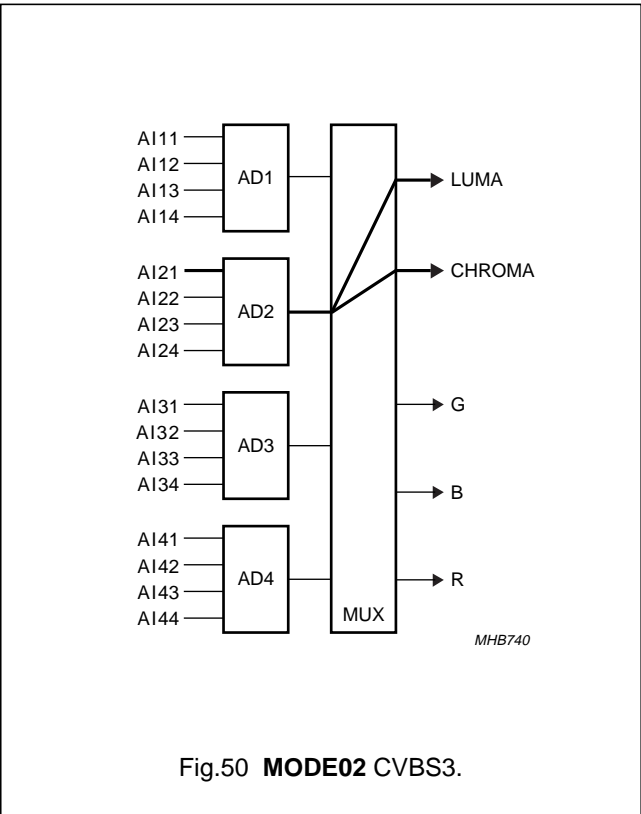 AI11
AI12
AI13
AI14
AD1
LUMA
AI21
AI22
AI23
AI24
AD2
CHROMA
AI31
AI32
AI33
AI34
AD3
G
B
AI41
AI42
AI43
AI44
AD4
R
MUX
MHB740
Fig.50 MODE02 CVBS3.